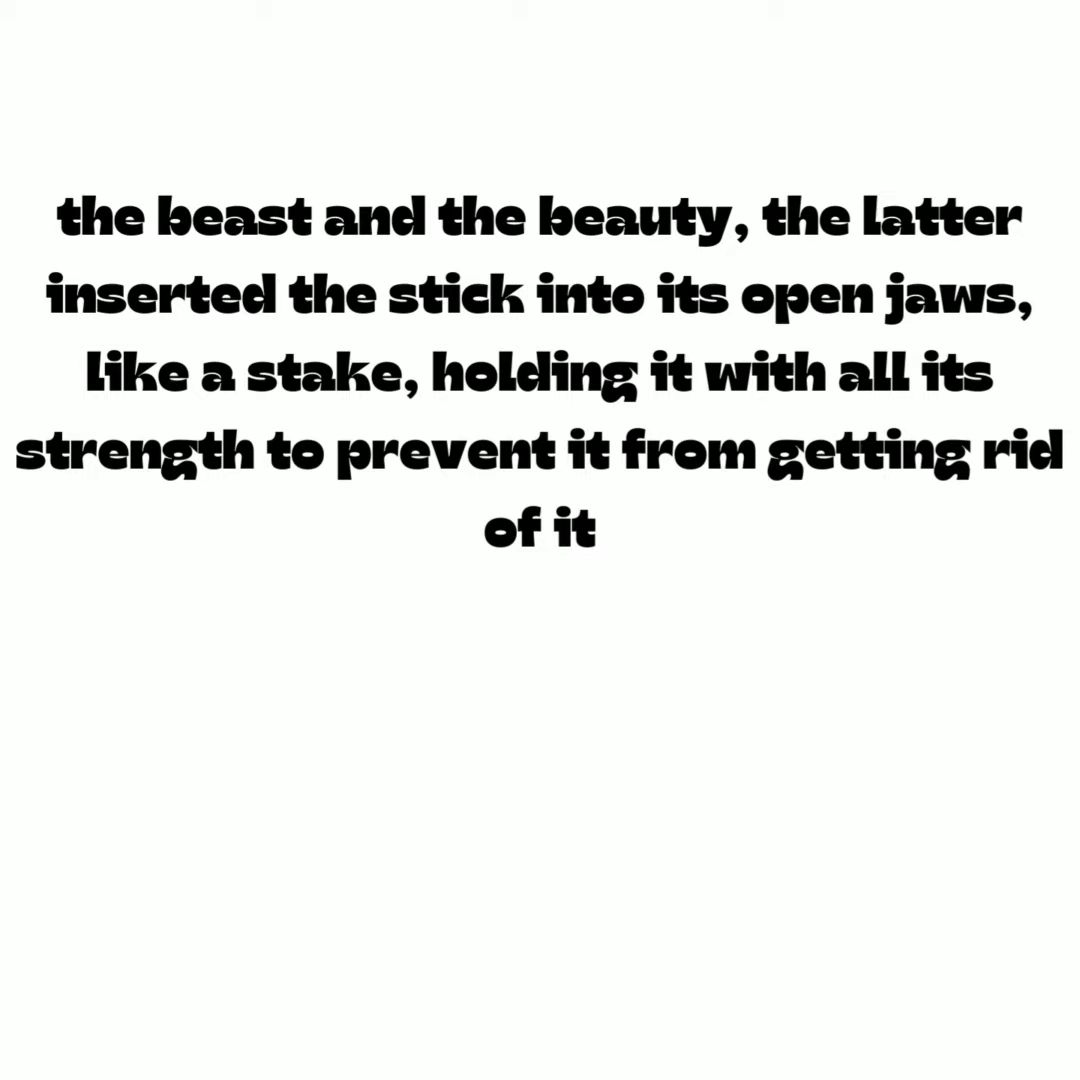 the beast and the beauty, the latter
inserted the stick into its open jaws,
like a stake, holding it with all its
strength to prevent it from getting rid
of it